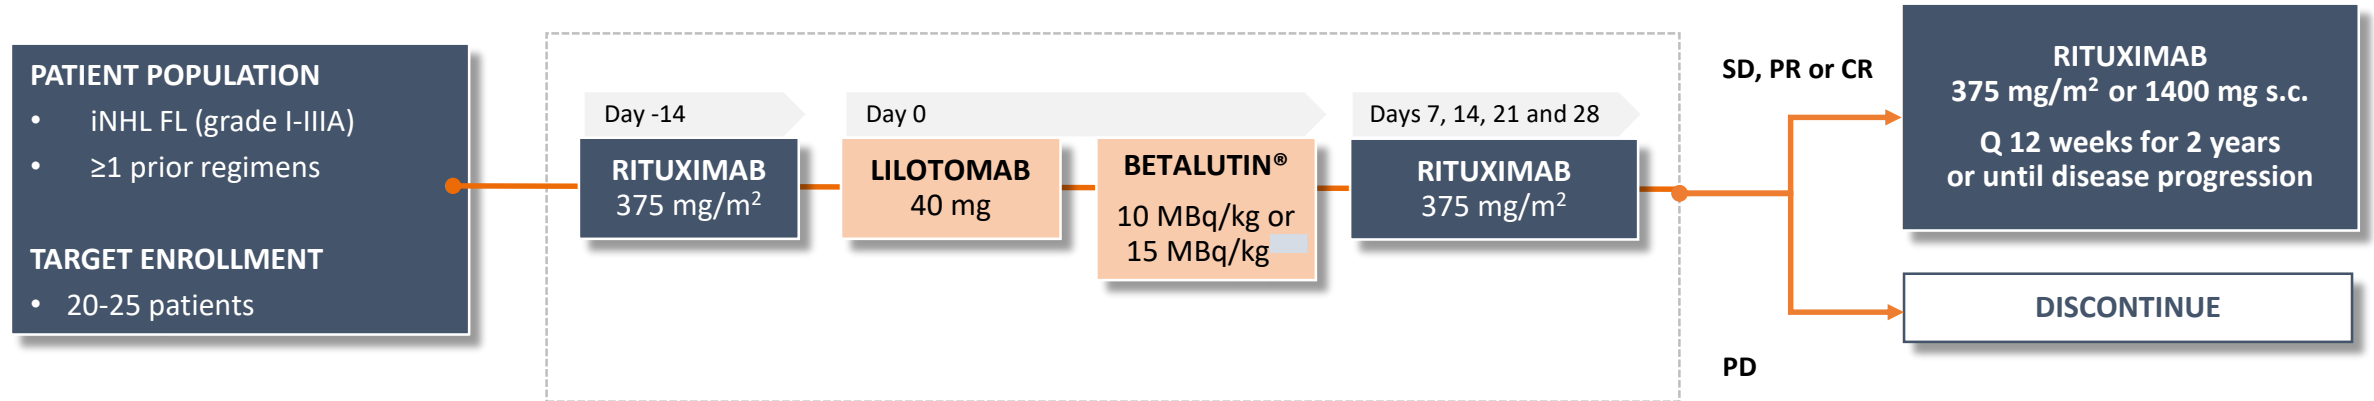 PATIENT POPULATION
• iNHL FL (grade I-IIIA)
• ≥1 prior regimens
TARGET ENROLLMENT
• 20-25 patients
Day -14
RITUXIMAB
375 mg/m²
Day 0
LILOTOMAB
40 mg
BETALUTIN®
10 MBq/kg or
15 MBq/kg
Days 7, 14, 21 and 28
RITUXIMAB
375 mg/m²
SD, PR or CR
RITUXIMAB
375 mg/m² or 1400 mg s.c.
Q 12 weeks for 2 years
or until disease progression
PD
DISCONTINUE